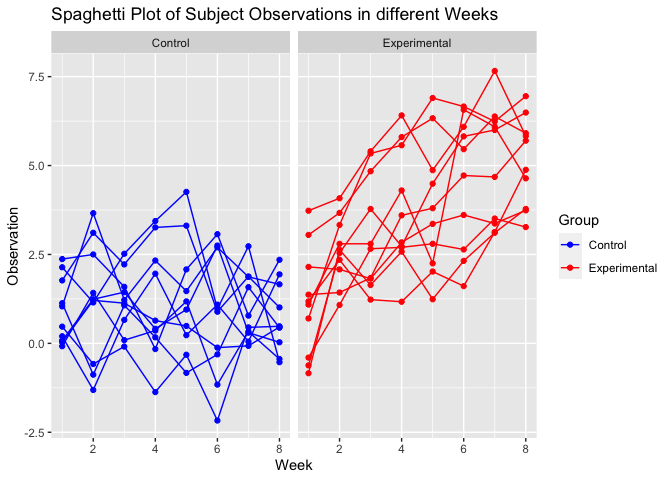 Spaghetti Plot of Subject Observations in different Weeks
Control
Experimental
7.5
5.0
2.5
0.0
-2.5
Observation
2 4 6 8
2 4 6 8
Week
Group
Control
Experimental